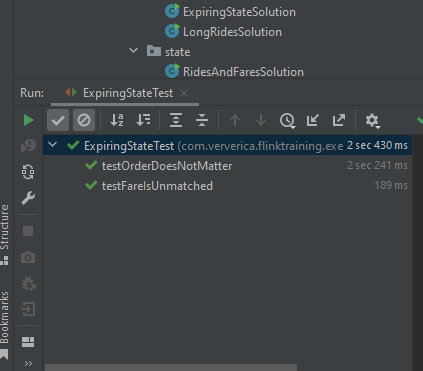 ExpiringStateSolution
LongRidesSolution
state
RidesAndFaresSolution
Run: ExpiringStateTest
ExpiringStateTest (com.ververica.flinktraining.exe 2 sec 430 ms
testOrderDoesNotMatter 2 sec 241 ms
testFareIsUnmatched 189 ms
Structure
Bookmarks